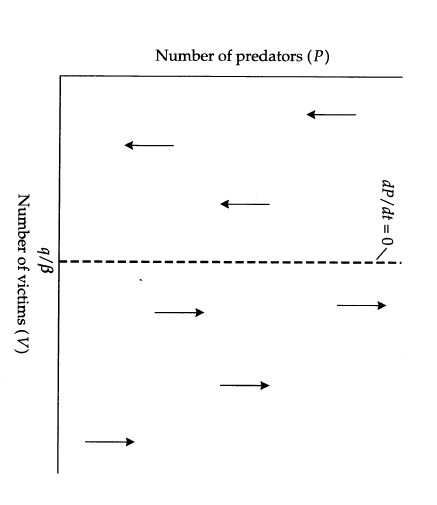 Number of predators (P)
dP/dt = 0
q/β
Number of victims (V)